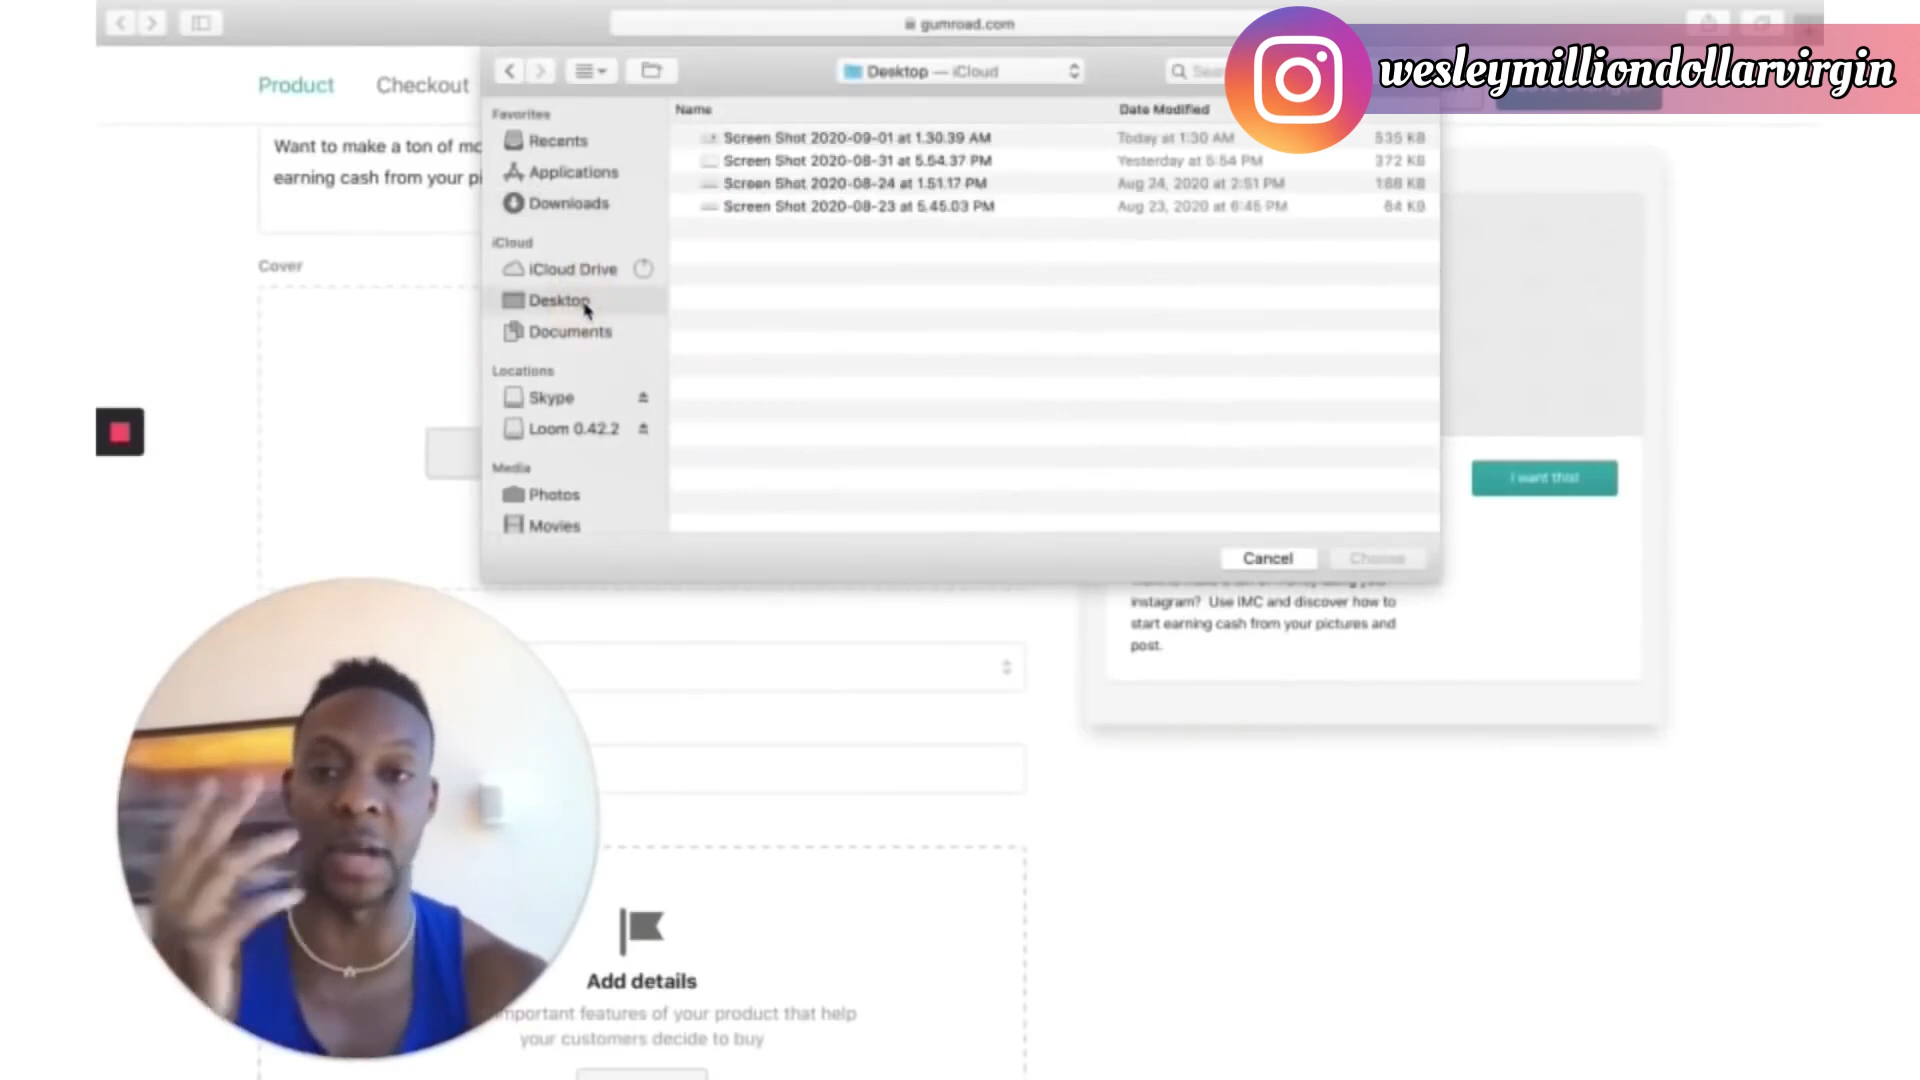 gumroad.com
wesleymilliondollarvirgin
Desktop — iCloud
Product
Checkout
Name
Date Modified
Favorites
Recents
Applications
Downloads
iCloud
iCloud Drive
Desktop
Documents
Locations
Skype
Loom 0.42.2
Media
Photos
Movies
Screen Shot 2020-09-01 at 1.30.39 AM Today at 1:30 AM 535 KB
Screen Shot 2020-08-31 at 5.54.37 PM Yesterday at 5:54 PM 372 KB
Screen Shot 2020-08-24 at 1.51.17 PM Aug 24, 2020 at 2:51 PM 168 KB
Screen Shot 2020-08-23 at 5.45.03 PM Aug 23, 2020 at 6:45 PM 64 KB
Cancel
Choose
Want to make a ton of
earning cash from your
Cover
I want this!
instagram? Use IMC and discover how to
start earning cash from your pictures and
post.
Add details
important features of your product that help
your customers decide to buy